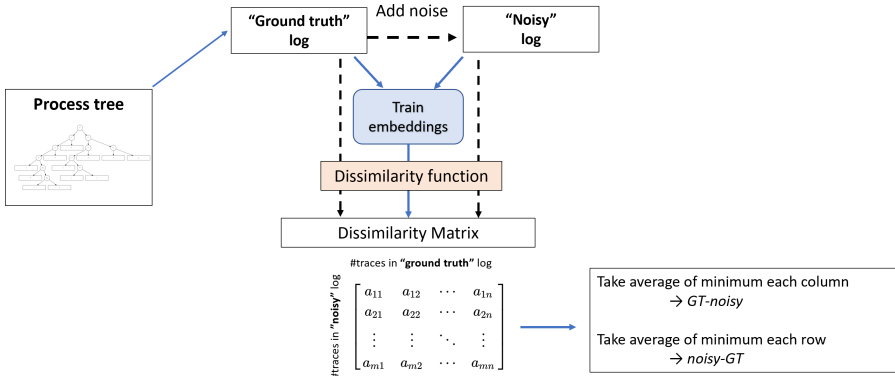 Add noise
“Ground truth”
log
“Noisy”
log
Process tree
Train
embeddings
Dissimilarity function
Dissimilarity Matrix
#traces in “ground truth” log
#traces in “noisy” log
a11 a12 ⋯ a1n
a21 a22 ⋯ a2n
⋮ ⋮ ⋱ ⋮
am1 am2 ⋯ amn
Take average of minimum each column
→ GT-noisy
Take average of minimum each row
→ noisy-GT